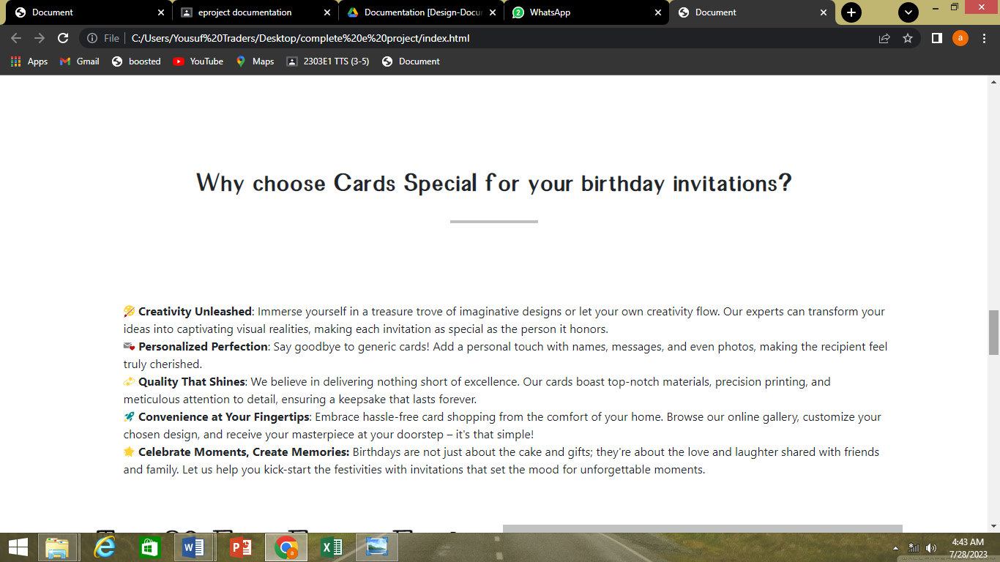 Document
eproject documentation
Documentation [Design-Docu
2
WhatsApp
Document
File
C:/Users/Yousuf%20Traders/Desktop/complete%20e%20project/index.html
a
Apps
Gmail
boosted
YouTube
Maps
2303E1 TTS (3-5)
Document
Why choose Cards Special for your birthday invitations?
Creativity Unleashed: Immerse yourself in a treasure trove of imaginative designs or let your own creativity flow. Our experts can transform your
ideas into captivating visual realities, making each invitation as special as the person it honors.
Personalized Perfection: Say goodbye to generic cards! Add a personal touch with names, messages, and even photos, making the recipient feel
truly cherished.
Quality That Shines: We believe in delivering nothing short of excellence. Our cards boast top-notch materials, precision printing, and
meticulous attention to detail, ensuring a keepsake that lasts forever.
Convenience at Your Fingertips: Embrace hassle-free card shopping from the comfort of your home. Browse our online gallery, customize your
chosen design, and receive your masterpiece at your doorstep – it's that simple!
Celebrate Moments, Create Memories: Birthdays are not just about the cake and gifts; they're about the love and laughter shared with friends
and family. Let us help you kick-start the festivities with invitations that set the mood for unforgettable moments.
4:43 AM
7/28/2023